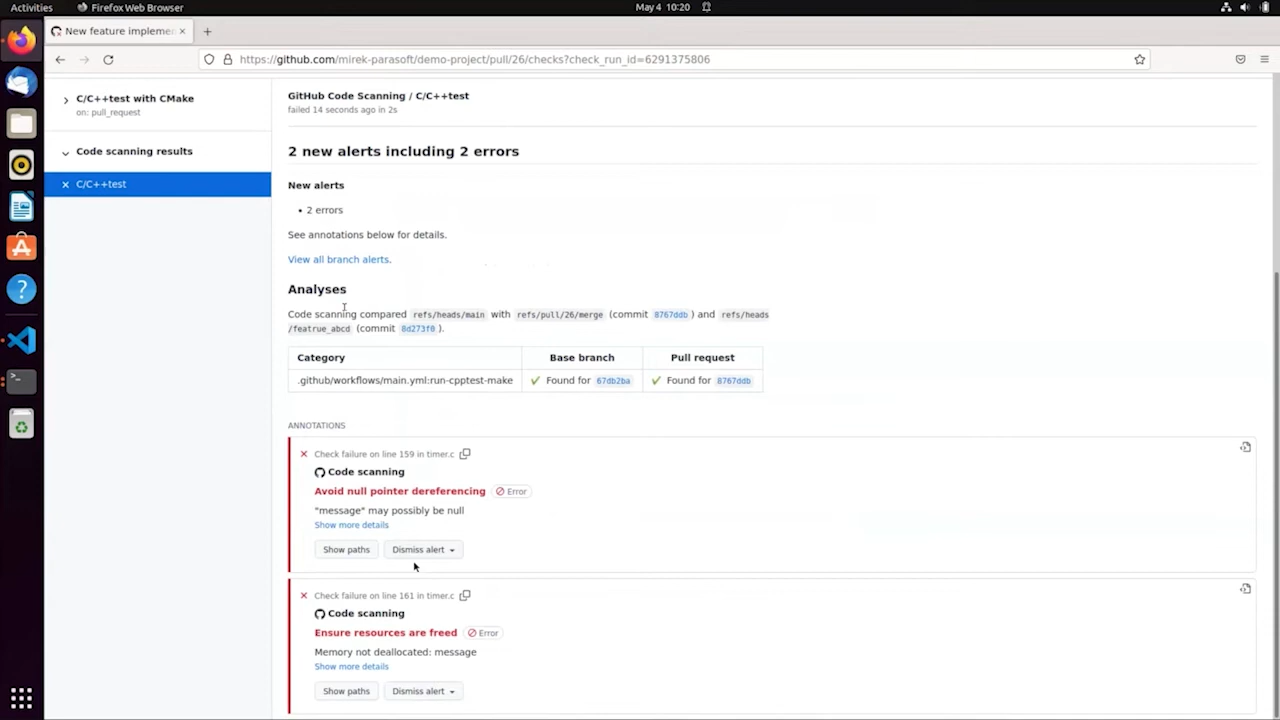 Activities
Firefox Web Browser
May 4 10:20
New feature implemen
https://github.com/mirek-parasoft/demo-project/pull/26/checks?check_run_id=6291375806
C/C++test with CMake
on: pull_request
Code scanning results
C/C++test
GitHub Code Scanning / C/C++test
failed 14 seconds ago in 2s
2 new alerts including 2 errors
New alerts
• 2 errors
See annotations below for details.
View all branch alerts.
Analyses
Code scanning compared refs/heads/main with refs/pull/26/merge (commit 8767ddb ) and refs/heads
/featrue_abcd (commit 8d273f0 ).
Category Base branch Pull request
.github/workflows/main.yml:run-cpptest-make Found for 67db2ba Found for 8767ddb
ANNOTATIONS
Check failure on line 159 in timer.c
Code scanning
Avoid null pointer dereferencing Error
"message" may possibly be null
Show more details
Show paths Dismiss alert
Check failure on line 161 in timer.c
Code scanning
Ensure resources are freed Error
Memory not deallocated: message
Show more details
Show paths Dismiss alert